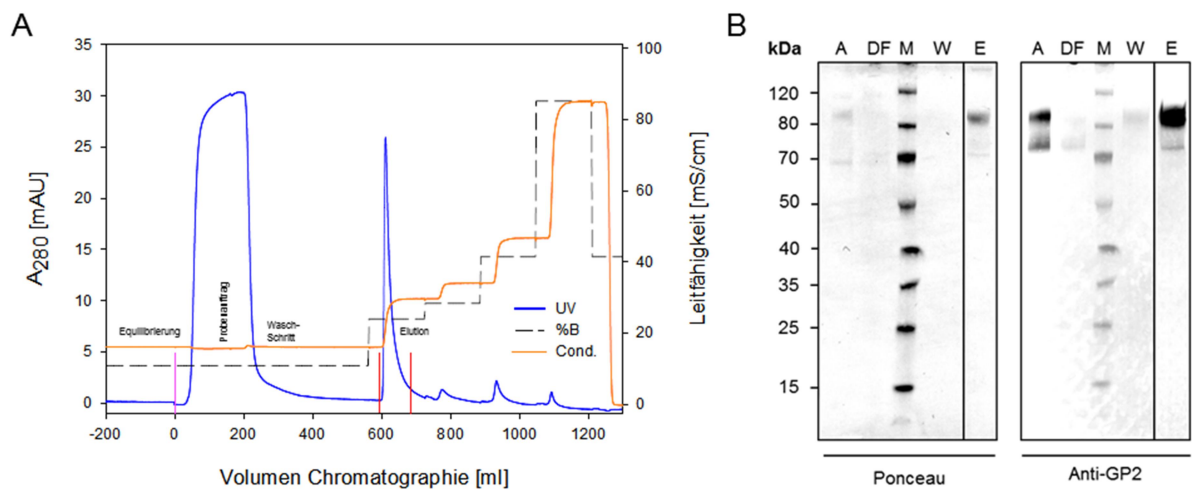 A
A280 [mAU]
35
30
25
20
15
10
5
0
100
80
60
40
20
0
Leitfähigkeit [mS/cm]
Equilibrierung
Probenauftrag
Wasch-
Schritt
Elution
UV
%B
Cond.
-200 0 200 400 600 800 1000 1200
Volumen Chromatographie [ml]
B
kDa A DF M W E A DF M W E
120
80
70
50
40
35
25
15
Ponceau Anti-GP2